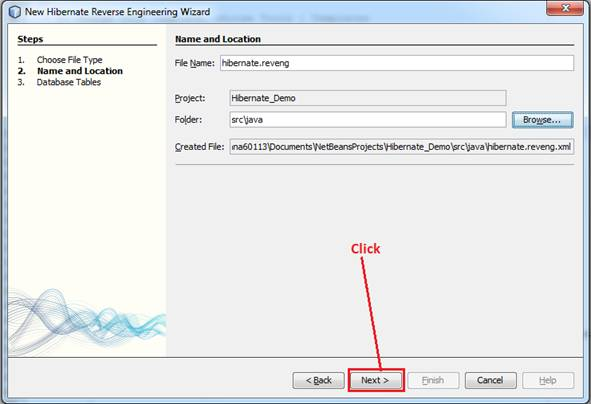 New Hibernate Reverse Engineering Wizard
Steps
1. Choose File Type
2. Name and Location
3. Database Tables
Name and Location
File Name: hibernate.reveng
Project: Hibernate_Demo
Folder: src\java Browse...
Created File: ına60113\Documents\NetBeansProjects\Hibernate_Demo\src\java\hibernate.reveng.xml
Click
< Back Next > Finish Cancel Help